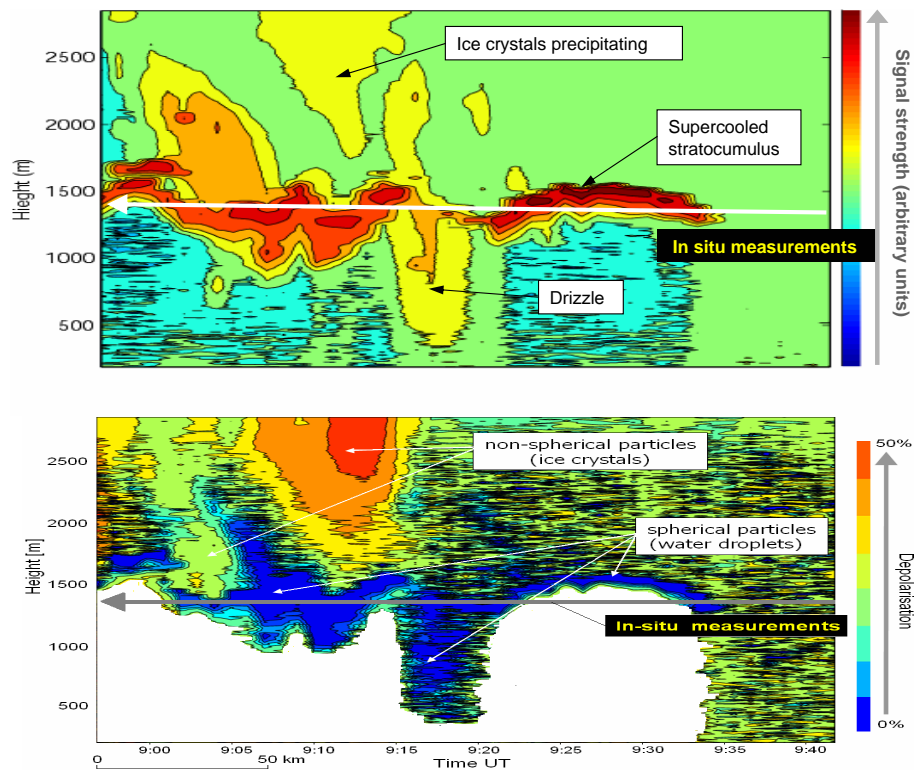 2500
2000
1500
1000
500
Hieght (m)
Ice crystals precipitating
Supercooled
stratocumulus
In situ measurements
Drizzle
Signal strength (arbitrary units)
2500
2000
1500
1000
500
Height [m]
non-spherical particles
(ice crystals)
spherical particles
(water droplets)
In-situ measurements
50%
0%
Depolarisation
9:00
9:05
9:10
9:15
9:20
9:25
9:30
9:35
9:40
0
50 km
Time UT